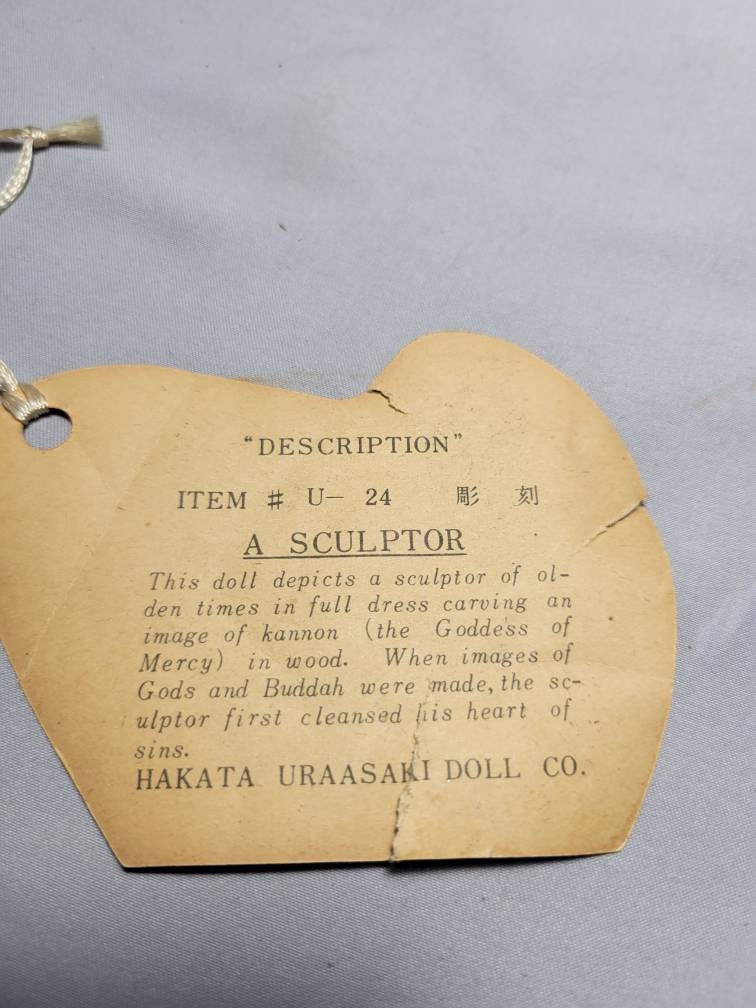 “DESCRIPTION”
ITEM # U- 24 彫 刻
A SCULPTOR
This doll depicts a sculptor of ol-
den times in full dress carving an
image of kannon (the Goddess of
Mercy) in wood. When images of
Gods and Buddah were made, the sc-
ulptor first cleansed his heart of
sins.
HAKATA URAASAKI DOLL CO.